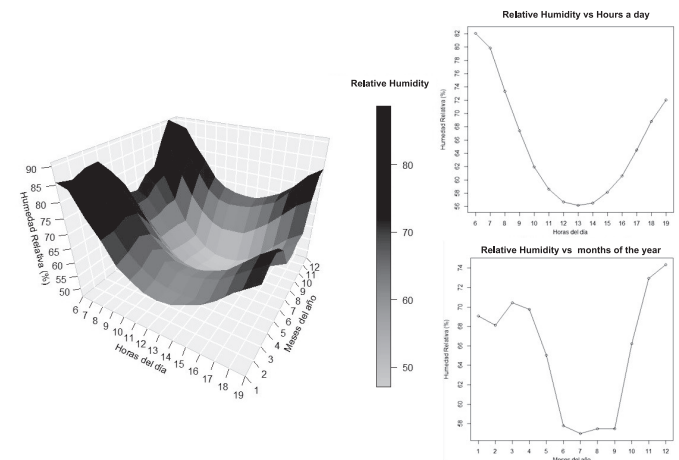 Relative Humidity
80
70
60
50
90
85
80
75
70
65
60
55
50
Humedad Relativa (%)
6 7 8 9 10 11 12 13 14 15 16 17 18 19
Horas del día
1 2 3 4 5 6 7 8 9 10 11 12
Meses del año
Relative Humidity vs Hours a day
82
80
78
76
74
72
70
68
66
64
62
60
58
56
Humedad Relativa (%)
6 7 8 9 10 11 12 13 14 15 16 17 18 19
Horas del día
Relative Humidity vs months of the year
74
72
70
68
66
64
62
60
58
Humedad Relativa (%)
1 2 3 4 5 6 7 8 9 10 11 12
Meses del año